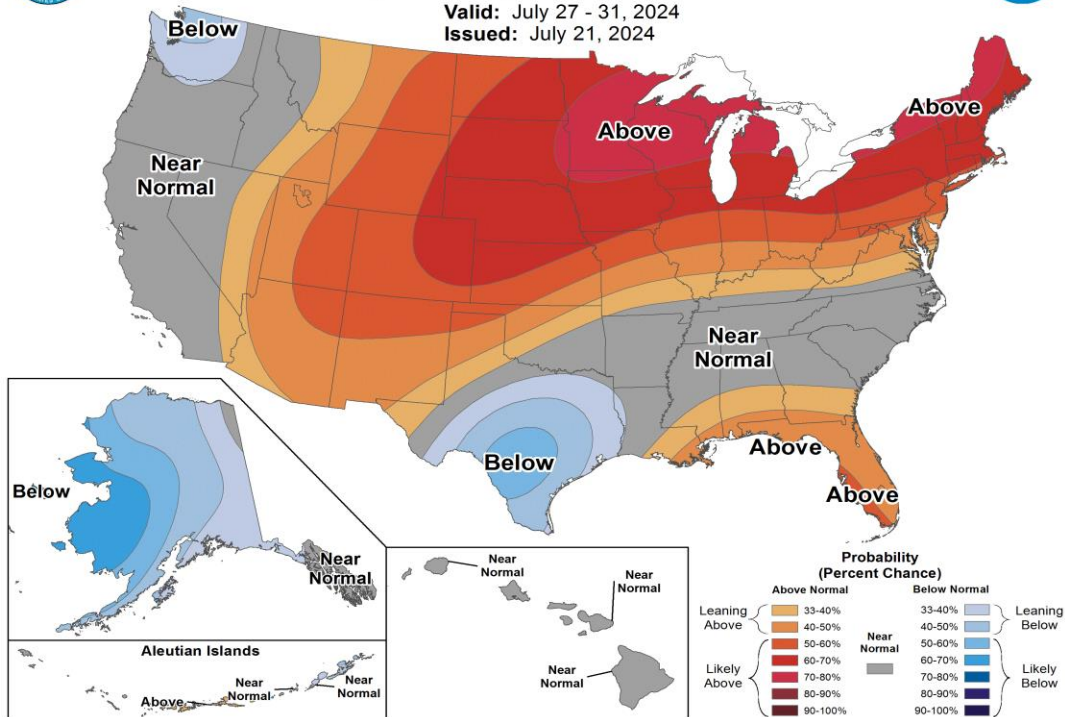 Valid: July 27 - 31, 2024
Issued: July 21, 2024
Below
Above
Above
Near
Normal
Near
Normal
Below
Above
Above
Below
Near
Normal
Aleutian Islands
Above
Near
Normal
Near
Normal
Near
Normal
Near
Normal
Near
Normal
Probability
(Percent Chance)
Above Normal
Below Normal
Leaning
Above
33-40%
40-50%
Likely
Above
50-60%
60-70%
70-80%
80-90%
90-100%
Near
Normal
33-40%
40-50%
Leaning
Below
50-60%
60-70%
70-80%
80-90%
90-100%
Likely
Below